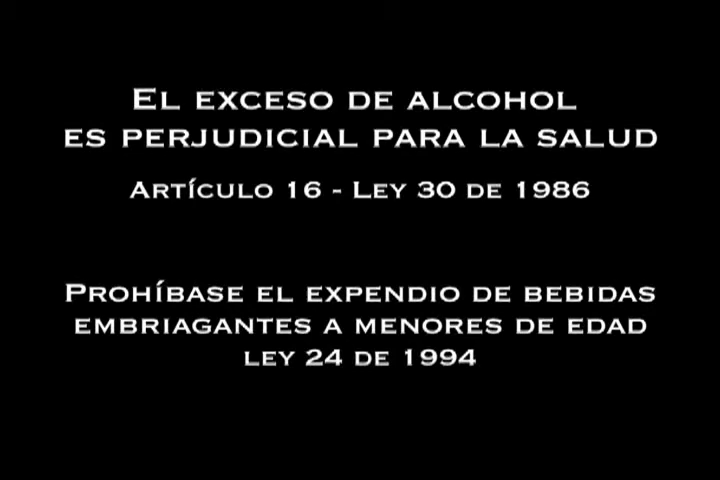 El exceso de alcohol
es perjudicial para la salud
Artículo 16 - Ley 30 de 1986
Prohíbase el expendio de bebidas
embriagantes a menores de edad
ley 24 de 1994